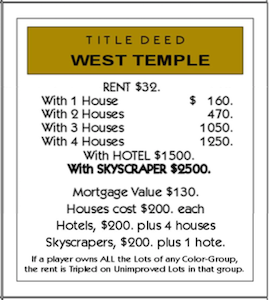 TITLE DEED
WEST TEMPLE
RENT $32.
With 1 House $ 160.
With 2 Houses 470.
With 3 Houses 1050.
With 4 Houses 1250.
With HOTEL $1500.
With SKYSCRAPER $2500.
Mortgage Value $130.
Houses cost $200. each
Hotels, $200. plus 4 houses
Skyscrapers, $200. plus 1 hote.
If a player owns ALL the Lots of any Color-Group,
the rent is Tripled on Unimproved Lots in that group.